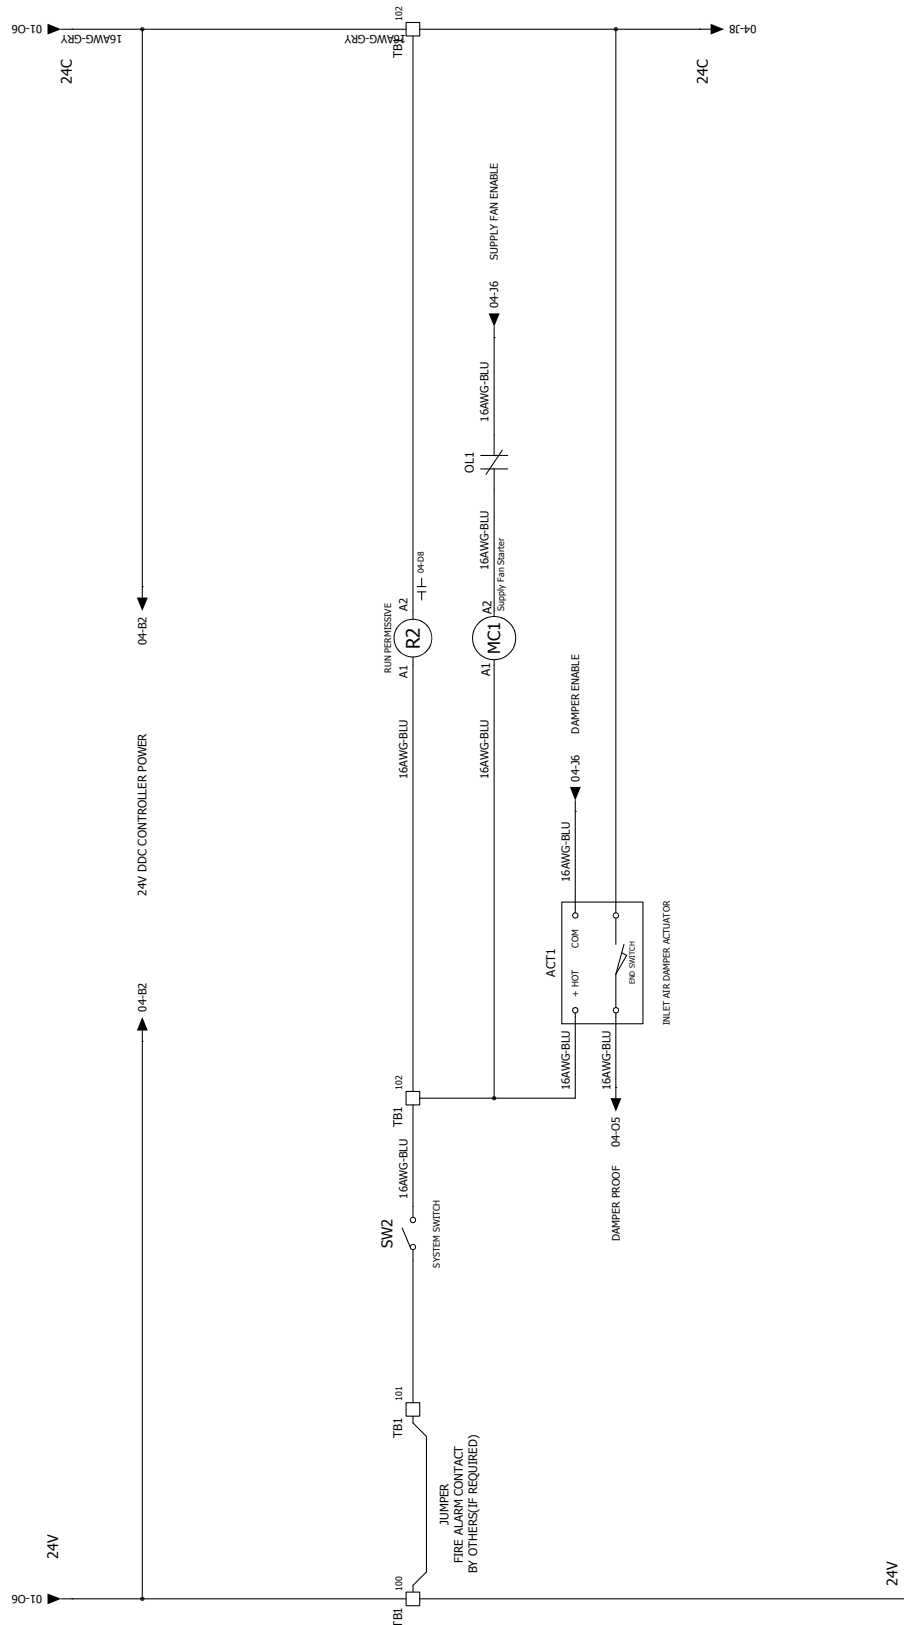 01-O6
24V
24V DDC CONTROLLER POWER
04-B2
04-B2
01-O6
16AWG-GRY
24C
TB1
100
JUMPER
FIRE ALARM CONTACT
BY OTHERS(IF REQUIRED)
TB1
101
SW2
SYSTEM SWITCH
16AWG-BLU
TB1
102
16AWG-BLU
RUN PERMISSIVE
A1
R2
A2
04-D8
16AWG-GRY
TB1
102
16AWG-BLU
A1
MC1
A2
Supply Fan Starter
16AWG-BLU
OL1
16AWG-BLU
04-J6
SUPPLY FAN ENABLE
16AWG-BLU
ACT1
+ HOT
COM
16AWG-BLU
04-J6
DAMPER ENABLE
DAMPER PROOF
04-O5
16AWG-BLU
END SWITCH
INLET AIR DAMPER ACTUATOR
24C
04-J8
24V